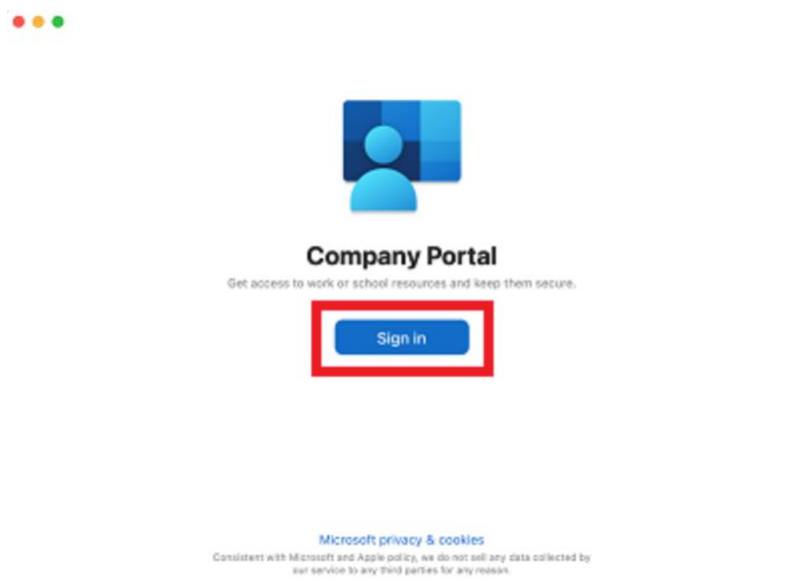 Company Portal
Get access to work or school resources and keep them secure.
Sign in
Microsoft privacy & cookies
Consistent with Microsoft and Apple policy, we do not sell any data collected by
our service to any third parties for any reason.